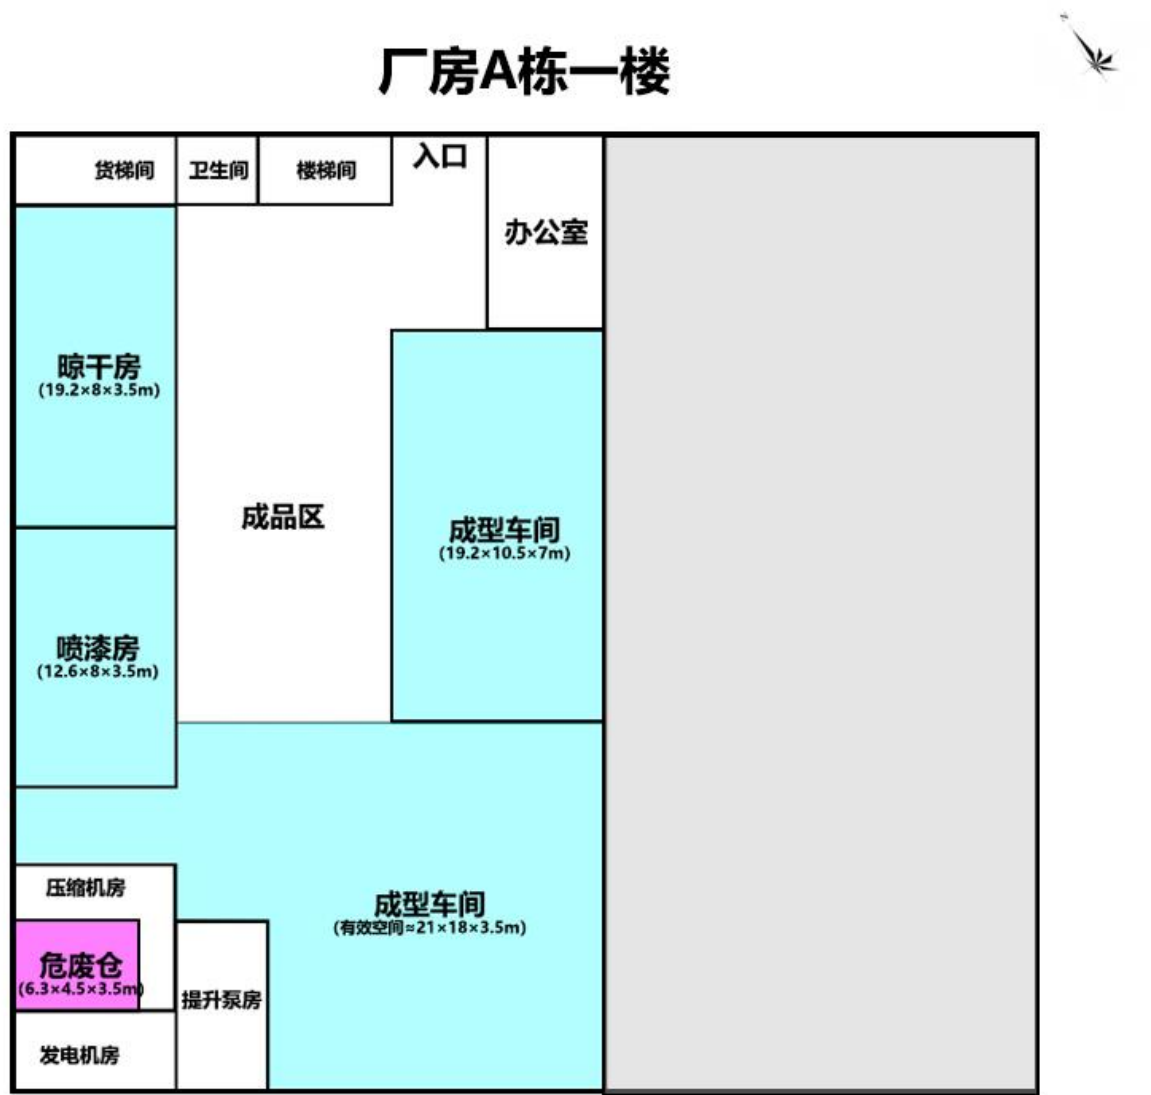 厂房A栋一楼
货梯间
卫生间
楼梯间
入口
办公室
晾干房
(19.2×8×3.5m)
成品区
成型车间
(19.2×10.5×7m)
喷漆房
(12.6×8×3.5m)
压缩机房
成型车间
(有效空间≈21×18×3.5m)
危废仓
(6.3×4.5×3.5m)
提升泵房
发电机房